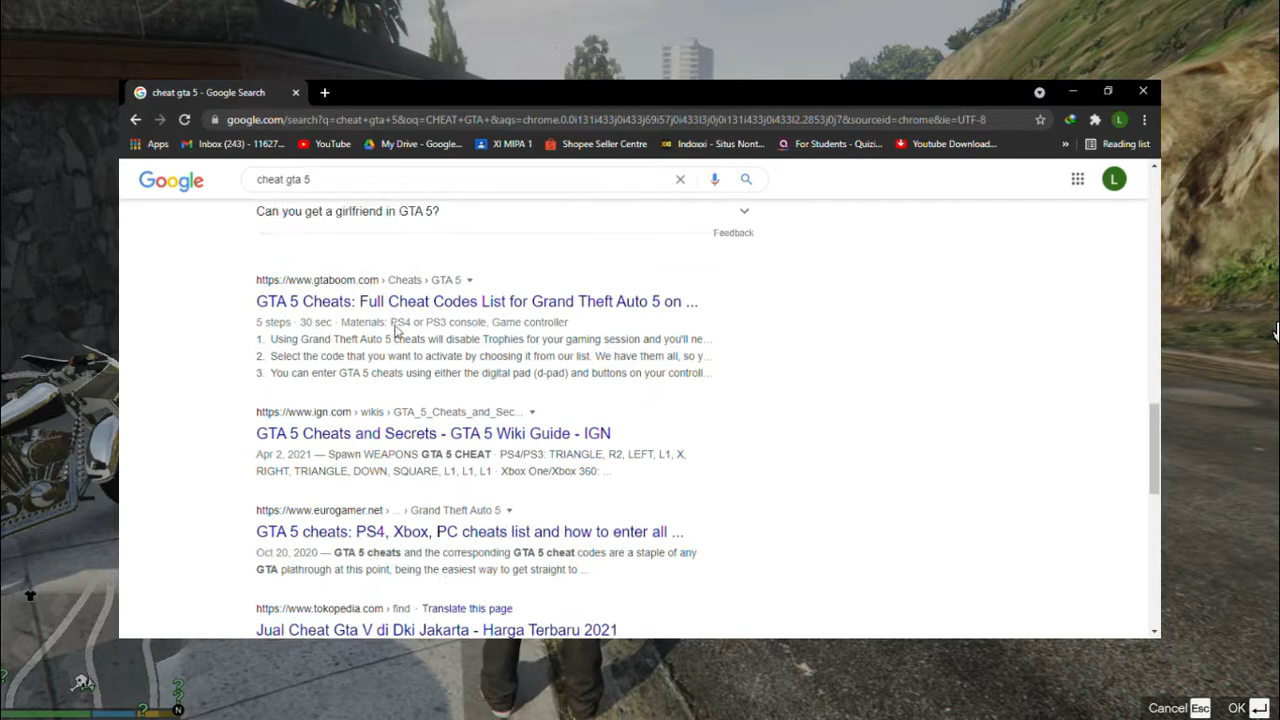 cheat gta 5 - Google Search
google.com/search?q=cheat+gta+5&oq=CHEAT+GTA+&aqs=chrome.0.0i131i433j0i433j69i57j0i433l3j0j0i131i433j0i433l2.2853j0j7&sourceid=chrome&ie=UTF-8
L
Apps Inbox (243) - 11627... YouTube My Drive - Google... XI MIPA 1 Shopee Seller Centre Indoxxi - Situs Nont... For Students - Quizi... Youtube Download... » Reading list
Google cheat gta 5 L
Can you get a girlfriend in GTA 5?
Feedback
https://www.gtaboom.com › Cheats › GTA 5
GTA 5 Cheats: Full Cheat Codes List for Grand Theft Auto 5 on ...
5 steps · 30 sec · Materials: PS4 or PS3 console, Game controller
1. Using Grand Theft Auto 5 cheats will disable Trophies for your gaming session and you'll ne...
2. Select the code that you want to activate by choosing it from our list. We have them all, so y...
3. You can enter GTA 5 cheats using either the digital pad (d-pad) and buttons on your controll...
https://www.ign.com › wikis › GTA_5_Cheats_and_Sec...
GTA 5 Cheats and Secrets - GTA 5 Wiki Guide - IGN
Apr 2, 2021 — Spawn WEAPONS GTA 5 CHEAT · PS4/PS3: TRIANGLE, R2, LEFT, L1, X,
RIGHT, TRIANGLE, DOWN, SQUARE, L1, L1, L1 · Xbox One/Xbox 360: ...
https://www.eurogamer.net › ... › Grand Theft Auto 5
GTA 5 cheats: PS4, Xbox, PC cheats list and how to enter all ...
Oct 20, 2020 — GTA 5 cheats and the corresponding GTA 5 cheat codes are a staple of any
GTA plathrough at this point, being the easiest way to get straight to ...
https://www.tokopedia.com › find Translate this page
Jual Cheat Gta V di Dki Jakarta - Harga Terbaru 2021
? ? ? ? N
Cancel Esc OK